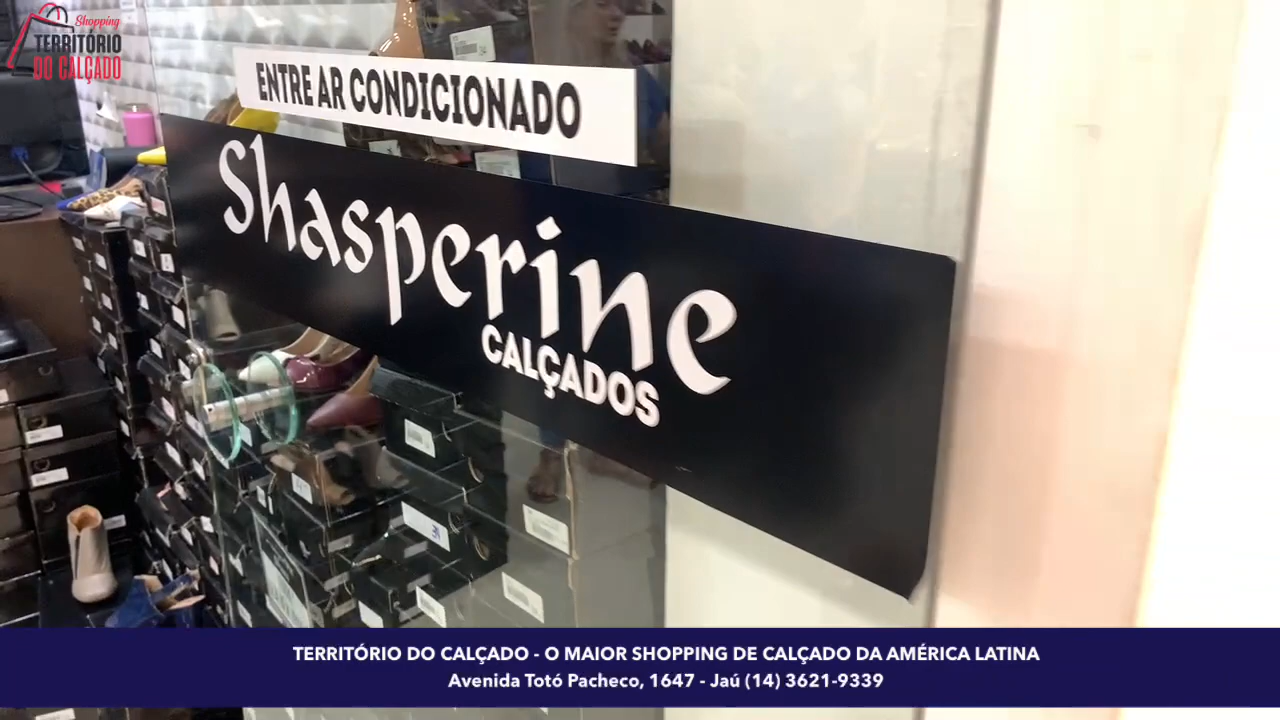 Shopping
TERRITÓRIO
DO CALÇADO
ENTRE AR CONDICIONADO
Shasperine
CALÇADOS
TERRITÓRIO DO CALÇADO - O MAIOR SHOPPING DE CALÇADO DA AMÉRICA LATINA
Avenida Totó Pacheco, 1647 - Jaú (14) 3621-9339